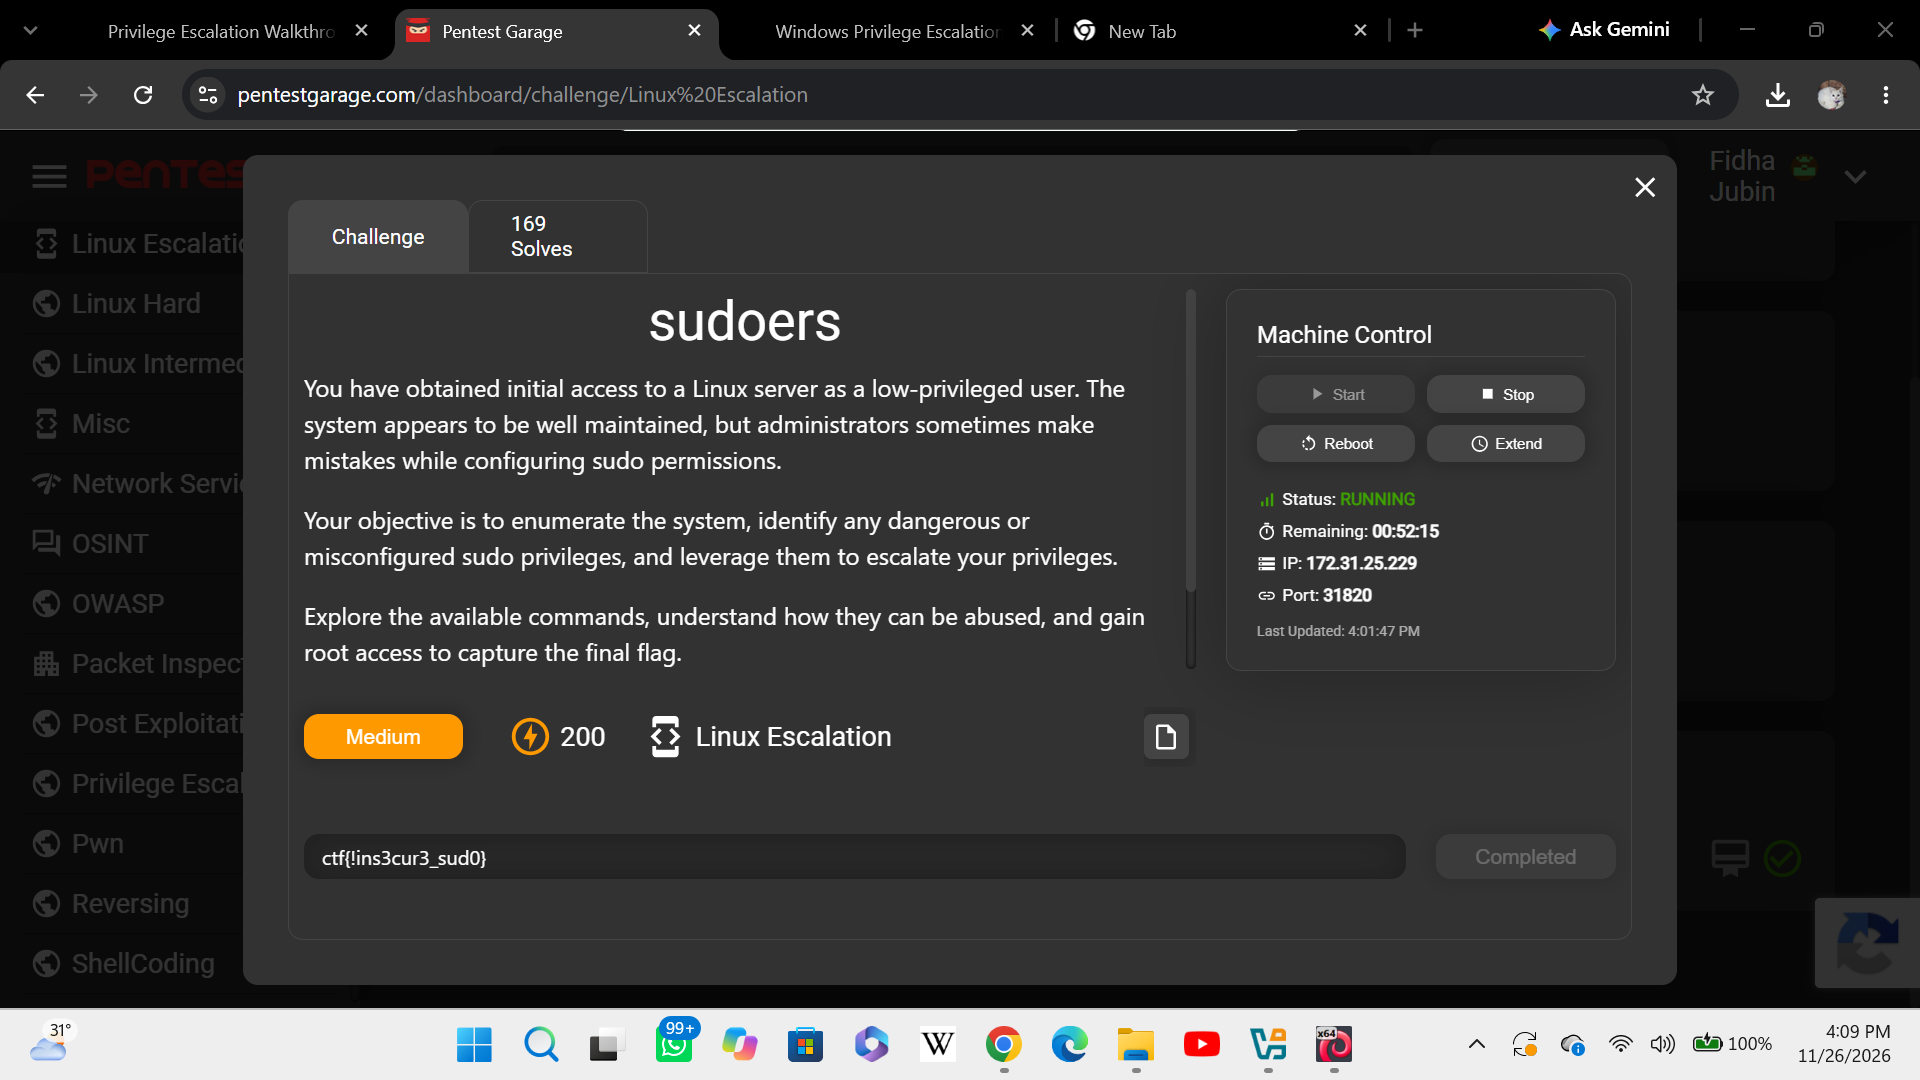 Privilege Escalation Walkthro
Pentest Garage
Windows Privilege Escalation
New Tab
Ask Gemini
pentestgarage.com/dashboard/challenge/Linux%20Escalation
PenTes
Fidha
Jubin
Linux Escalatio
Linux Hard
Linux Intermed
Misc
Network Servi
OSINT
OWASP
Packet Inspect
Post Exploitati
Privilege Escal
Pwn
Reversing
ShellCoding
Challenge
169
Solves
sudoers
You have obtained initial access to a Linux server as a low-privileged user. The
system appears to be well maintained, but administrators sometimes make
mistakes while configuring sudo permissions.
Your objective is to enumerate the system, identify any dangerous or
misconfigured sudo privileges, and leverage them to escalate your privileges.
Explore the available commands, understand how they can be abused, and gain
root access to capture the final flag.
Medium
200
Linux Escalation
Machine Control
Start
Stop
Reboot
Extend
Status: RUNNING
Remaining: 00:52:15
IP: 172.31.25.229
Port: 31820
Last Updated: 4:01:47 PM
ctf{!ins3cur3_sud0}
Completed
31°
99+
W
x64
100%
4:09 PM
11/26/2026